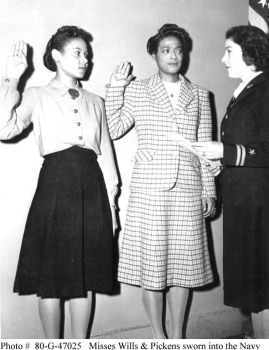 Photo # 80-G-47025 Misses Wills & Pickens sworn into the Navy